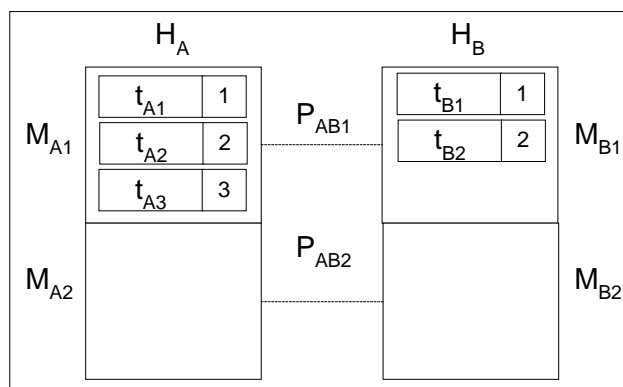 H_A H_B
t_A1 1 t_B1 1
M_A1 t_A2 2 P_AB1 t_B2 2 M_B1
t_A3 3
M_A2 P_AB2 M_B2